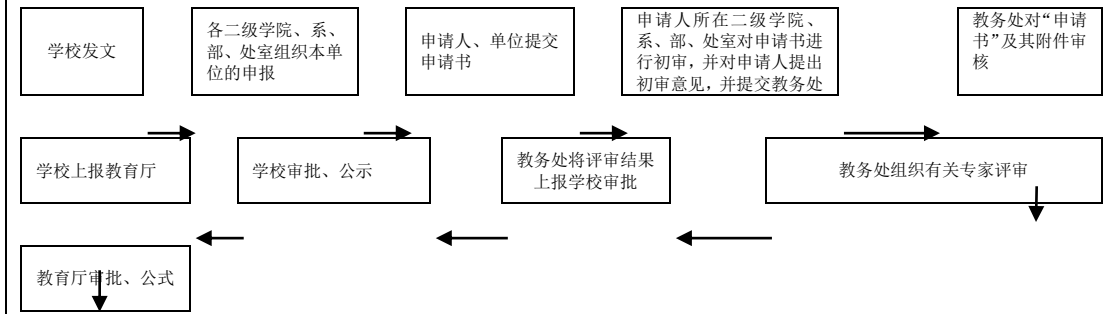 学校发文
各二级学院、系、
部、处室组织本单
位的申报
申请人、单位提交
申请书
申请人所在二级学院、
系、部、处室对申请书进
行初审，并对申请人提出
初审意见，并提交教务处
教务处对“申请
书”及其附件审
核
学校上报教育厅
学校审批、公示
教务处将评审结果
上报学校审批
教务处组织有关专家评审
教育厅审批、公式